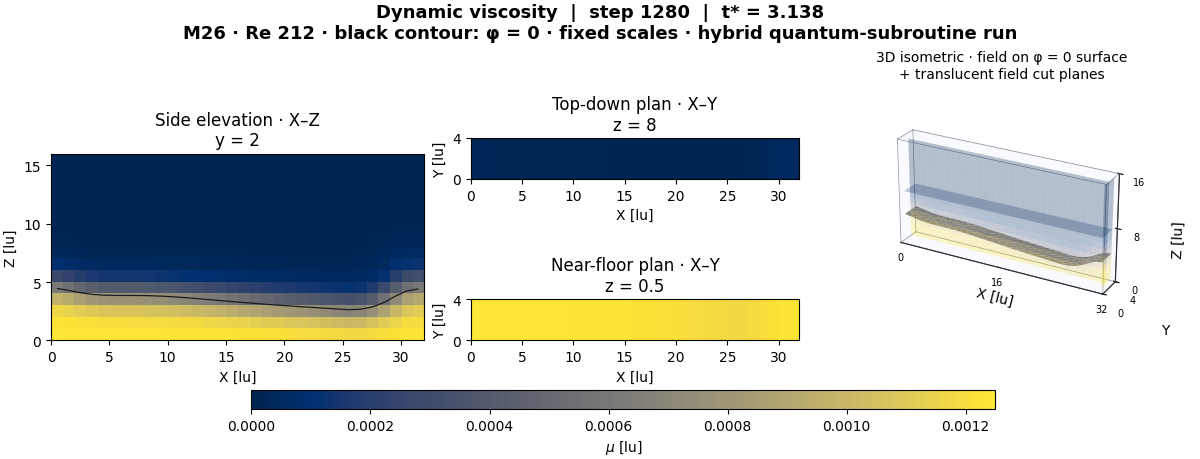 Dynamic viscosity | step 1280 | t* = 3.138
M26 · Re 212 · black contour: φ = 0 · fixed scales · hybrid quantum-subroutine run
3D isometric · field on φ = 0 surface
+ translucent field cut planes
Side elevation · X–Z
y = 2
15
10
5
0
Z [lu]
0 5 10 15 20 25 30
X [lu]
Top-down plan · X–Y
z = 8
4
0
Y [lu]
0 5 10 15 20 25 30
X [lu]
Near-floor plan · X–Y
z = 0.5
4
0
Y [lu]
0 5 10 15 20 25 30
X [lu]
16
8
0
Z [lu]
0
16
32
X [lu]
4
0
Y
0.0000 0.0002 0.0004 0.0006 0.0008 0.0010 0.0012
μ [lu]